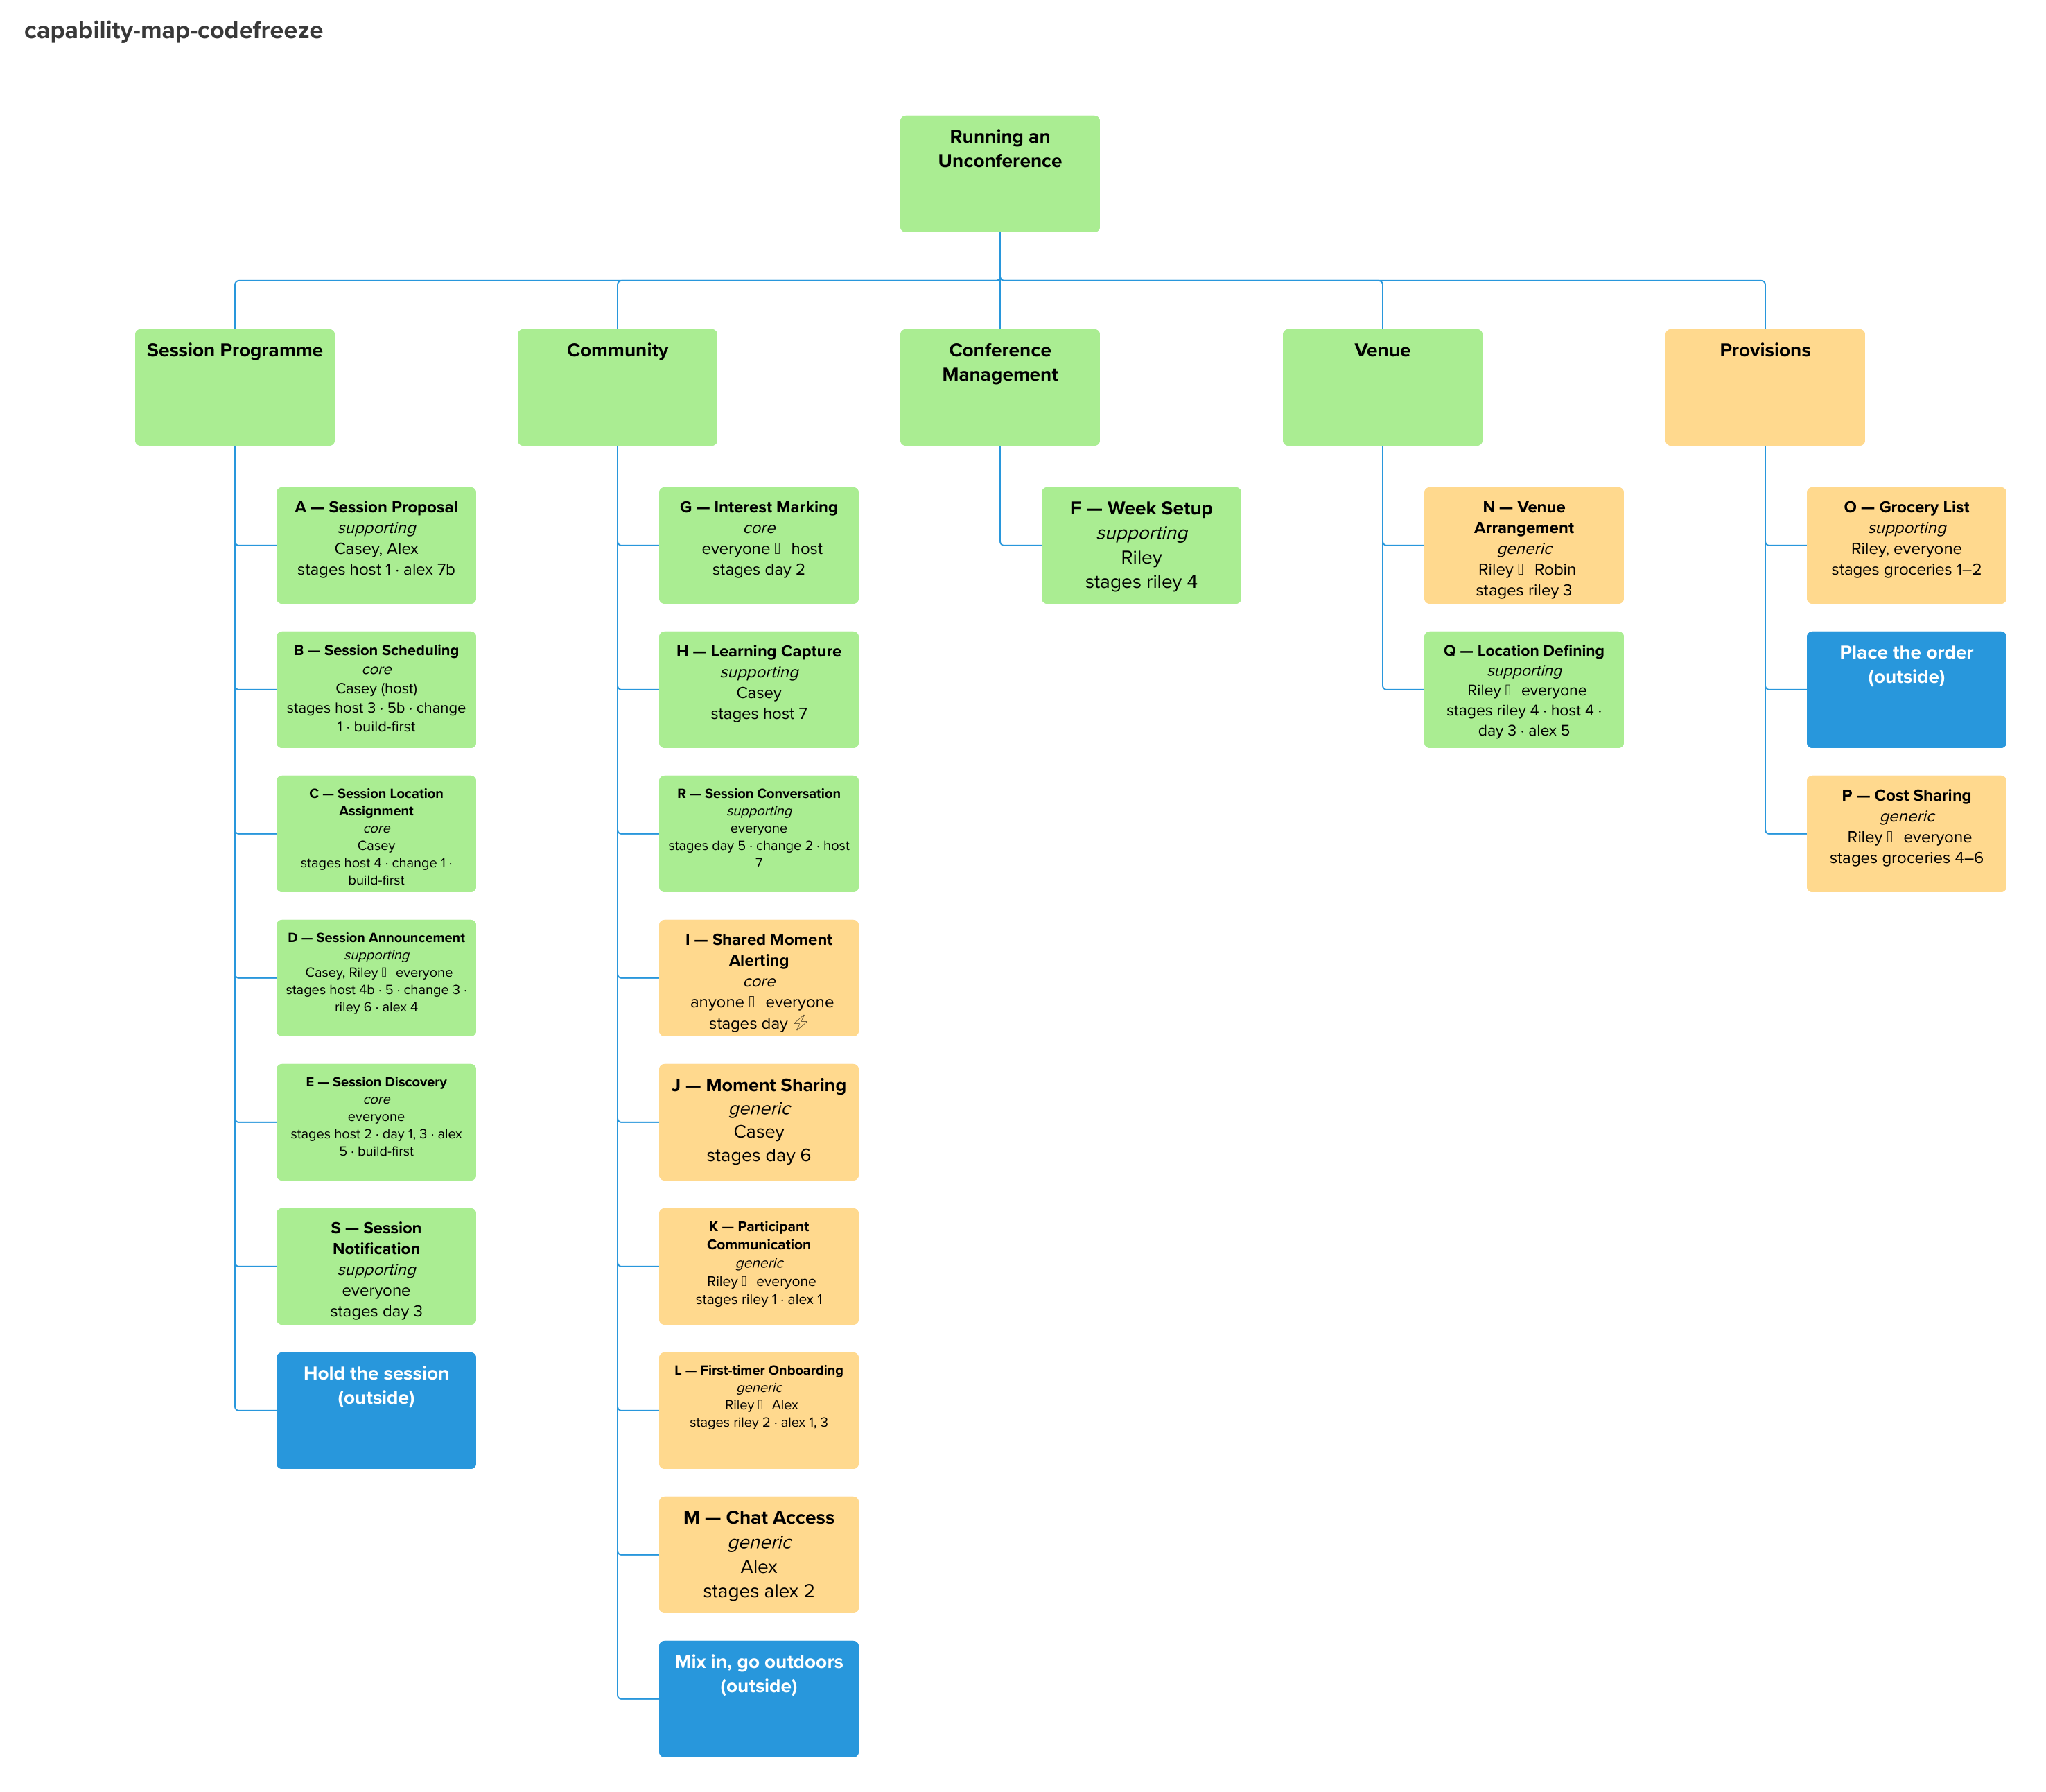 capability-map-codefreeze
Running an
Unconference
Session Programme
Community
Conference
Management
Venue
Provisions
A — Session Proposal
supporting
Casey, Alex
stages host 1 · alex 7b
B — Session Scheduling
core
Casey (host)
stages host 3 · 5b · change
1 · build-first
C — Session Location
Assignment
core
Casey
stages host 4 · change 1 ·
build-first
D — Session Announcement
supporting
Casey, Riley ▯ everyone
stages host 4b · 5 · change 3 ·
riley 6 · alex 4
E — Session Discovery
core
everyone
stages host 2 · day 1, 3 · alex
5 · build-first
S — Session
Notification
supporting
everyone
stages day 3
Hold the session
(outside)
G — Interest Marking
core
everyone ▯ host
stages day 2
H — Learning Capture
supporting
Casey
stages host 7
R — Session Conversation
supporting
everyone
stages day 5 · change 2 · host
7
I — Shared Moment
Alerting
core
anyone ▯ everyone
stages day ⚡
J — Moment Sharing
generic
Casey
stages day 6
K — Participant
Communication
generic
Riley ▯ everyone
stages riley 1 · alex 1
L — First-timer Onboarding
generic
Riley ▯ Alex
stages riley 2 · alex 1, 3
M — Chat Access
generic
Alex
stages alex 2
Mix in, go outdoors
(outside)
F — Week Setup
supporting
Riley
stages riley 4
N — Venue
Arrangement
generic
Riley ▯ Robin
stages riley 3
Q — Location Defining
supporting
Riley ▯ everyone
stages riley 4 · host 4 ·
day 3 · alex 5
O — Grocery List
supporting
Riley, everyone
stages groceries 1–2
Place the order
(outside)
P — Cost Sharing
generic
Riley ▯ everyone
stages groceries 4–6